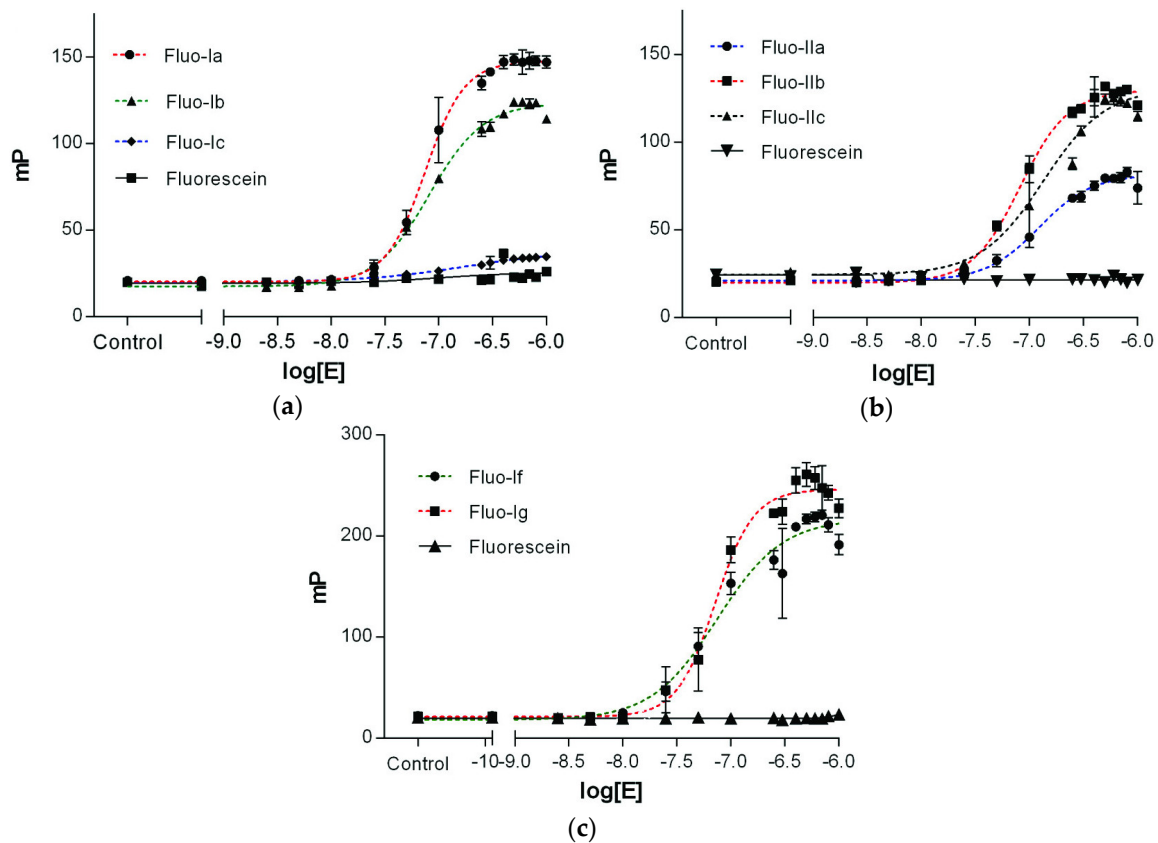 (a)
mP
150
100
50
0
Fluo-Ia
Fluo-Ib
Fluo-Ic
Fluorescein
Control
-9.0 -8.5 -8.0 -7.5 -7.0 -6.5 -6.0
log[E]
(b)
mP
150
100
50
0
Fluo-IIa
Fluo-IIb
Fluo-IIc
Fluorescein
Control
-9.0 -8.5 -8.0 -7.5 -7.0 -6.5 -6.0
log[E]
(c)
mP
300
200
100
0
Fluo-If
Fluo-Ig
Fluorescein
Control
-10 -9.0 -8.5 -8.0 -7.5 -7.0 -6.5 -6.0
log[E]